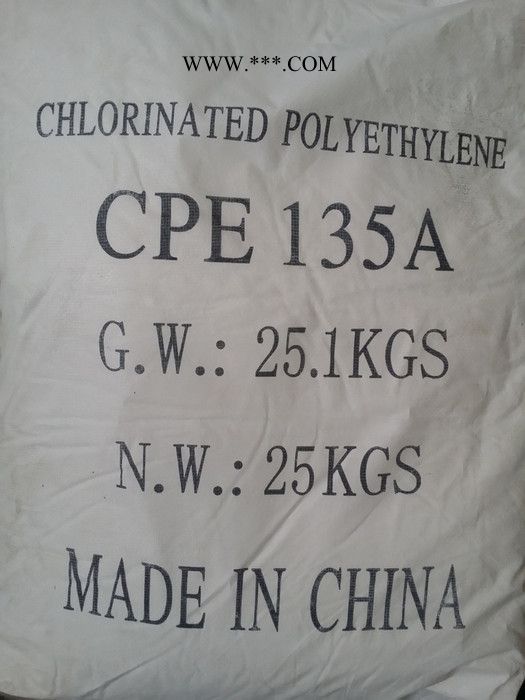 WWW.***.COM
CHLORINATED POLYETHYLENE
CPE 135A
G.W.: 25.1KGS
N.W.: 25KGS
MADE IN CHINA